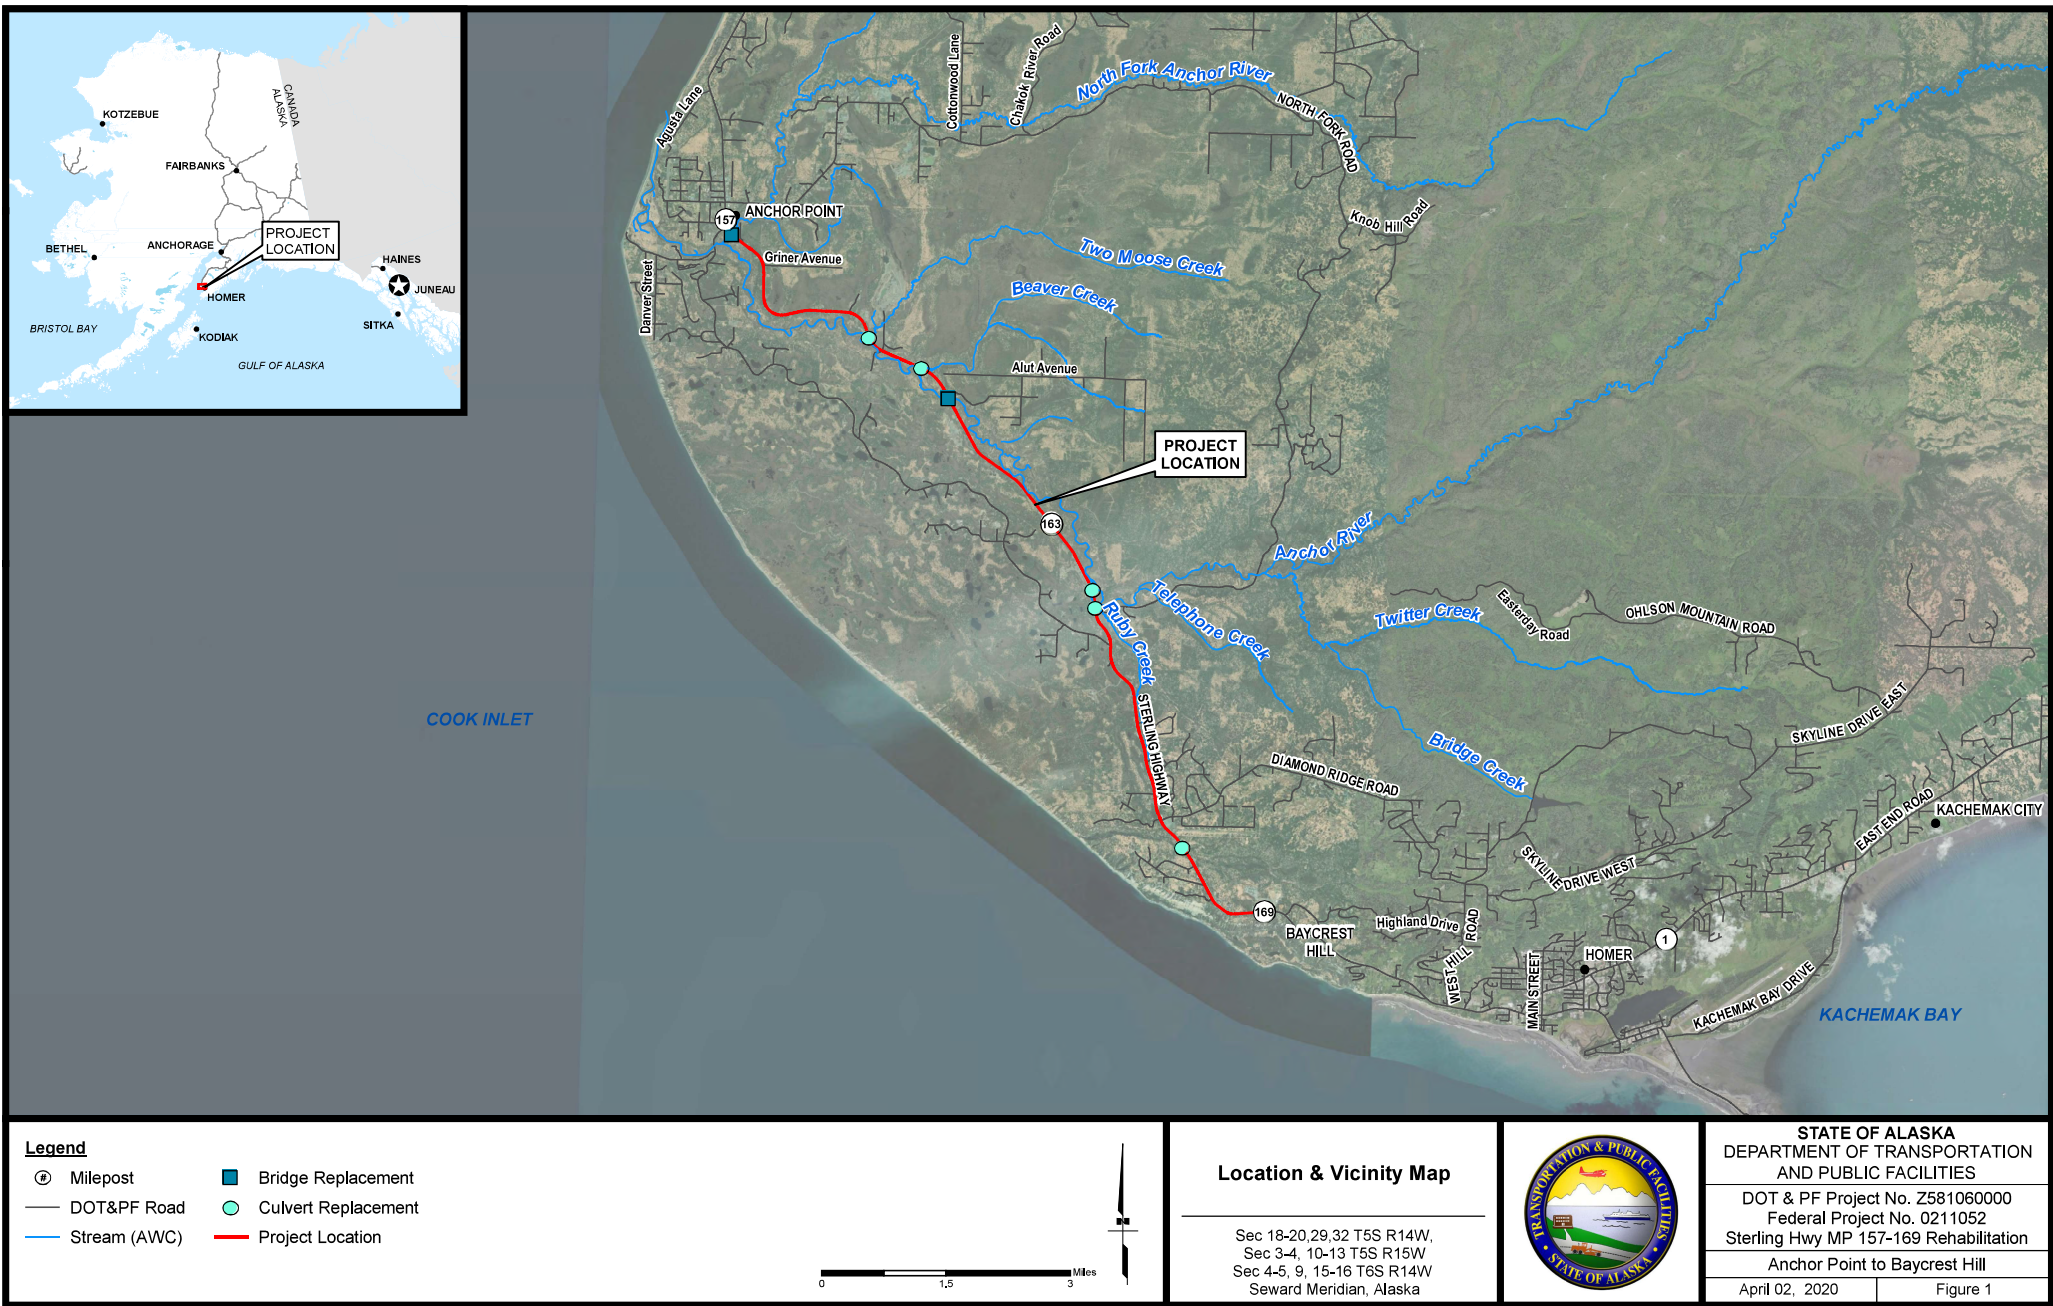 KOTZEBUE
CANADA
ALASKA
FAIRBANKS
PROJECT
LOCATION
BETHEL
ANCHORAGE
HAINES
JUNEAU
HOMER
SITKA
BRISTOL BAY
KODIAK
GULF OF ALASKA
Agusta Lane
Cottonwood Lane
Chakok River Road
North Fork Anchor River
NORTH FORK ROAD
Knob Hill Road
157
ANCHOR POINT
Griner Avenue
Danver Street
Two Moose Creek
Beaver Creek
Alut Avenue
PROJECT
LOCATION
163
Anchor River
Telephone Creek
Ruby Creek
Twitter Creek
Easterday Road
OHLSON MOUNTAIN ROAD
STERLING HIGHWAY
COOK INLET
SKYLINE DRIVE EAST
Bridge Creek
DIAMOND RIDGE ROAD
EAST END ROAD
KACHEMAK CITY
SKYLINE DRIVE WEST
169
BAYCREST
HILL
Highland Drive
WEST HILL ROAD
MAIN STREET
HOMER
1
KACHEMAK BAY DRIVE
KACHEMAK BAY
Legend
# Milepost
DOT&PF Road
Stream (AWC)
Bridge Replacement
Culvert Replacement
Project Location
0 1.5 3 Miles
N
Location & Vicinity Map
Sec 18-20,29,32 T5S R14W,
Sec 3-4, 10-13 T5S R15W
Sec 4-5, 9, 15-16 T6S R14W
Seward Meridian, Alaska
TRANSPORTATION & PUBLIC FACILITIES
STATE OF ALASKA
STATE OF ALASKA
DEPARTMENT OF TRANSPORTATION
AND PUBLIC FACILITIES
DOT & PF Project No. Z581060000
Federal Project No. 0211052
Sterling Hwy MP 157-169 Rehabilitation
Anchor Point to Baycrest Hill
April 02, 2020
Figure 1